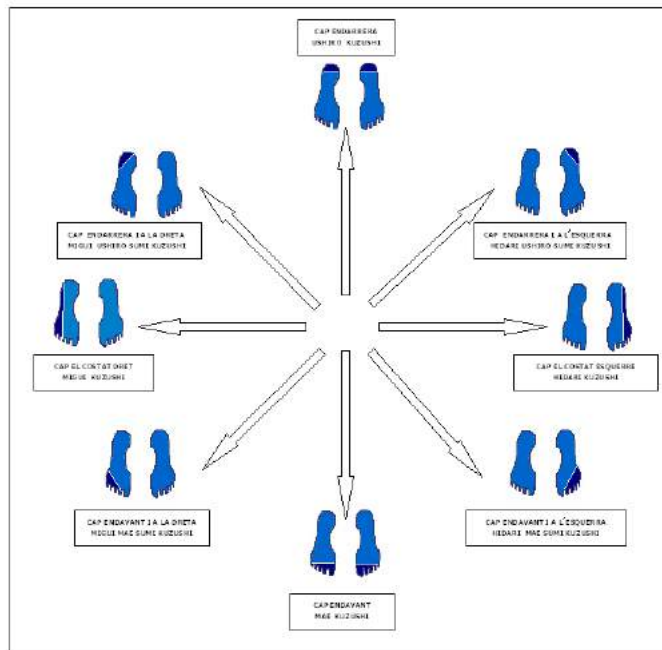 CAP ENDARRERA
USHIRO KUZUSHI
CAP ENDARRERA I A LA DRETA
MIGUI USHIRO SUMI KUZUSHI
CAP ENDARRERA I A L'ESQUERRA
HIDARI USHIRO SUMI KUZUSHI
CAP EL COSTAT DRET
MIGUI KUZUSHI
CAP EL COSTAT ESQUERRE
HIDARI KUZUSHI
CAP ENDAVANT I A LA DRETA
MIGUI MAE SUMI KUZUSHI
CAP ENDAVANT I A L'ESQUERRA
HIDARI MAE SUMI KUZUSHI
CAP ENDAVANT
MAE KUZUSHI